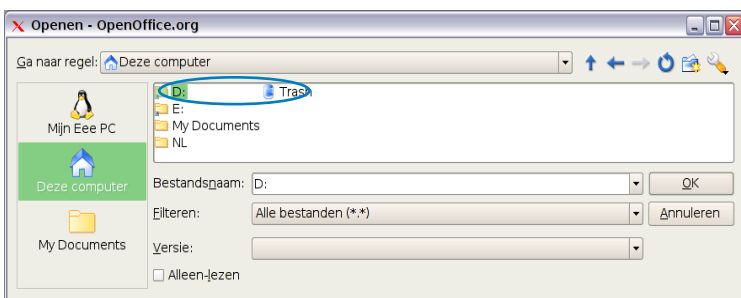 Openen - OpenOffice.org
Ga naar regel: Deze computer
Mijn Eee PC
Deze computer
My Documents
D: Trash
E:
My Documents
NL
Bestandsnaam: D: OK
Filteren: Alle bestanden (*.*) Annuleren
Versie:
Alleen-lezen